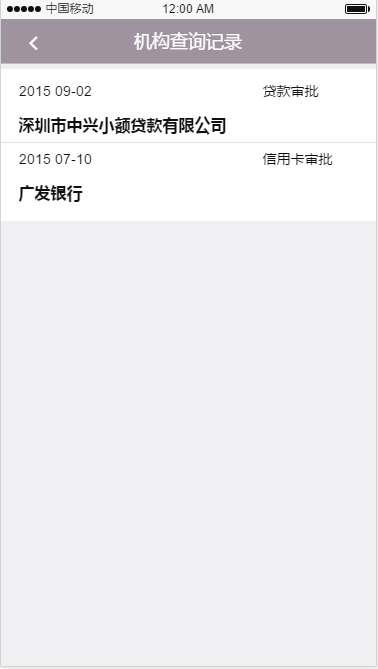 中国移动 12:00 AM
机构查询记录
2015 09-02 贷款审批
深圳市中兴小额贷款有限公司
2015 07-10 信用卡审批
广发银行